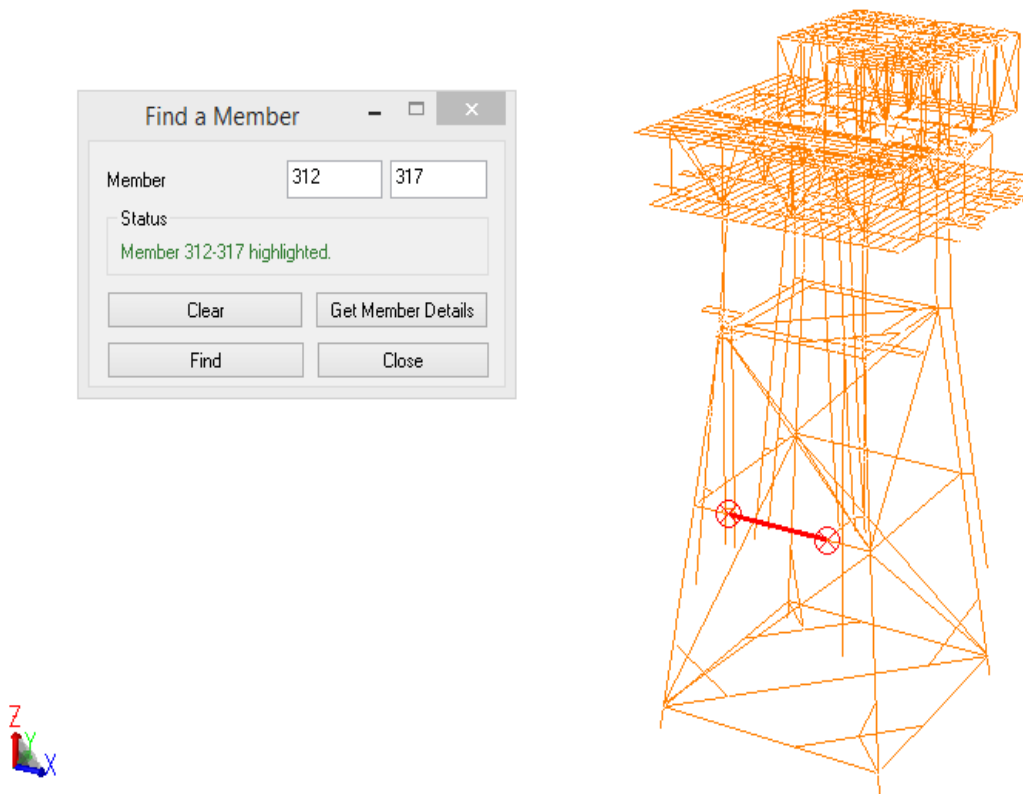 Find a Member
Member 312 317
Status
Member 312-317 highlighted.
Clear Get Member Details
Find Close
Z
Y
X